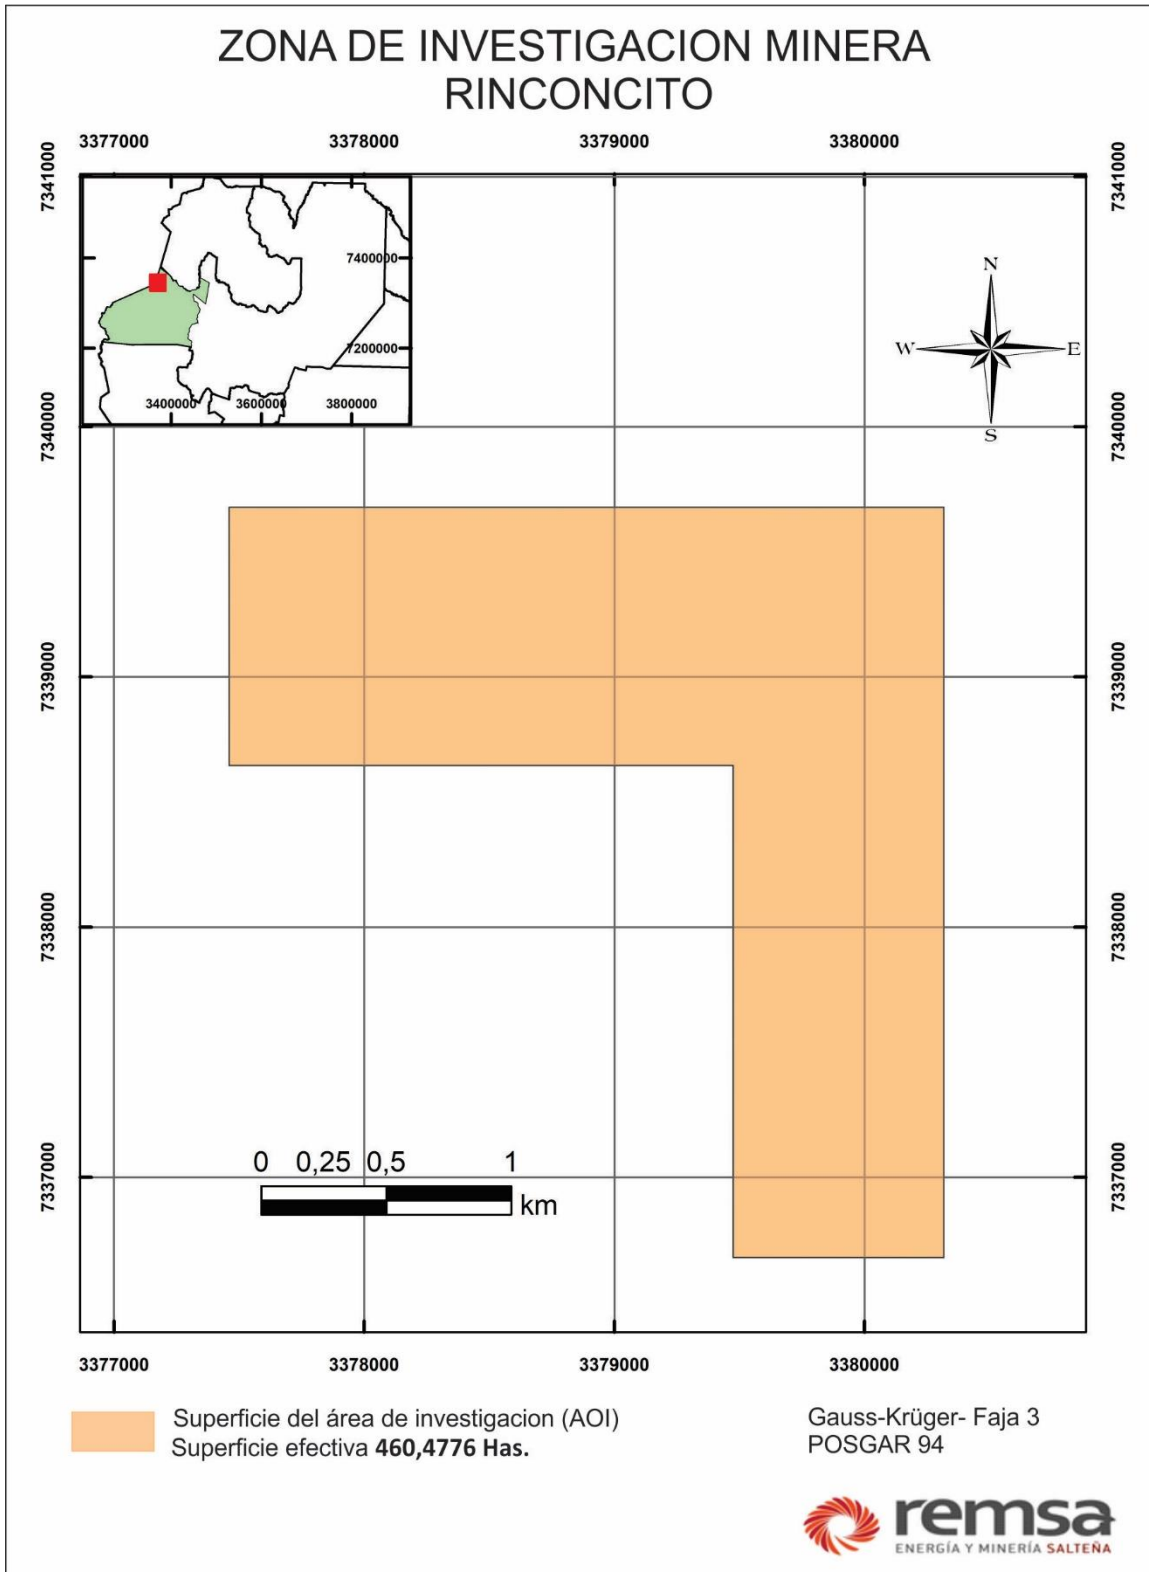 ZONA DE INVESTIGACION MINERA
RINCONCITO
3377000 3378000 3379000 3380000
7341000 7341000
7400000
7200000
3400000 3600000 3800000
N
W E
S
7340000 7340000
7339000 7339000
7338000 7338000
0 0,25 0,5 1
km
7337000 7337000
3377000 3378000 3379000 3380000
Superficie del área de investigacion (AOI)
Superficie efectiva 460,4776 Has.
Gauss-Krüger- Faja 3
POSGAR 94
remsa
ENERGÍA Y MINERÍA SALTEÑA